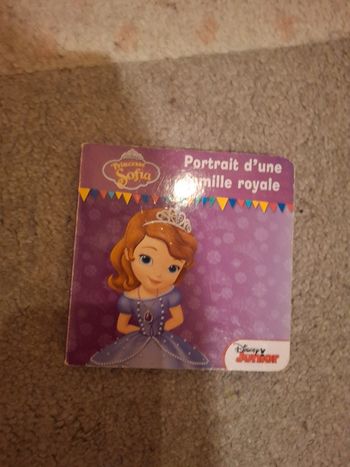 Princesse
Sofia
Portrait d'une
famille royale
Disney
Junior